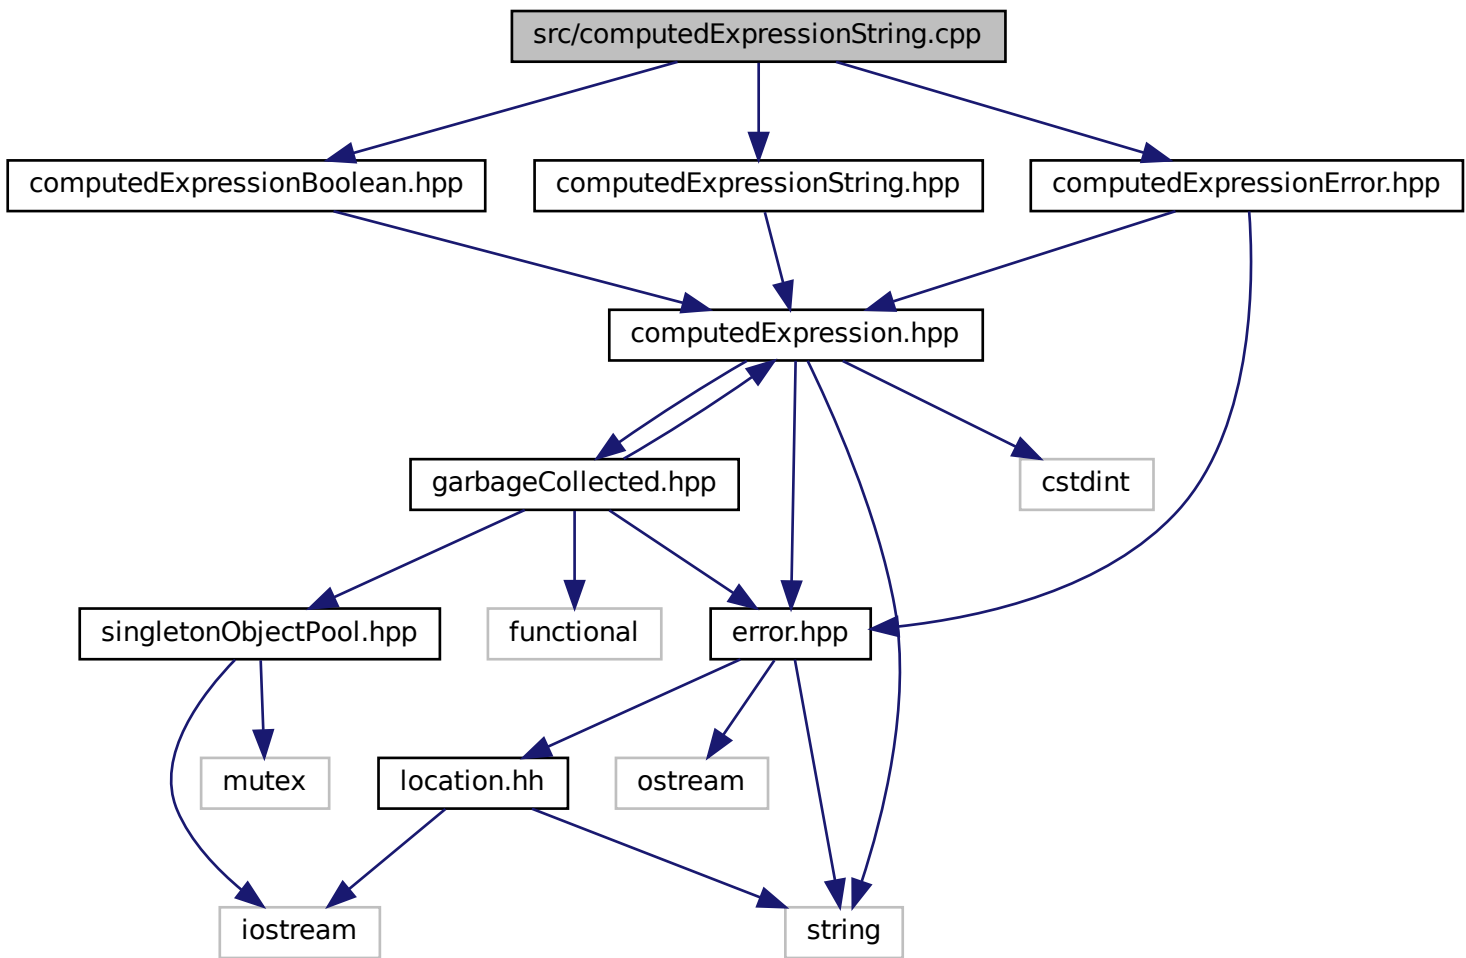 src/computedExpressionString.cpp
computedExpressionBoolean.hpp
computedExpressionString.hpp
computedExpressionError.hpp
computedExpression.hpp
garbageCollected.hpp
cstdint
singletonObjectPool.hpp
functional
error.hpp
mutex
location.hh
ostream
iostream
string